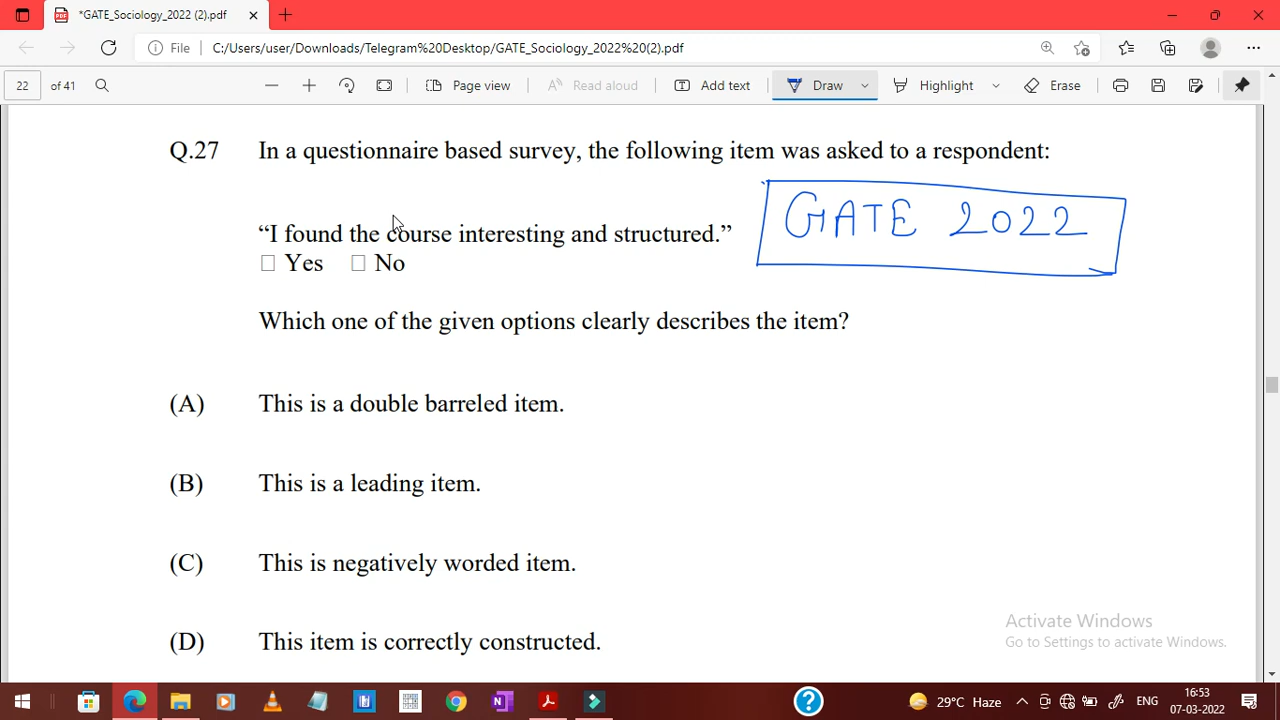 *GATE_Sociology_2022 (2).pdf
File C:/Users/user/Downloads/Telegram%20Desktop/GATE_Sociology_2022%20(2).pdf
22 of 41 Page view Read aloud Add text Draw Highlight Erase
Q.27 In a questionnaire based survey, the following item was asked to a respondent:
GATE 2022
“I found the course interesting and structured.”
□ Yes □ No
Which one of the given options clearly describes the item?
(A) This is a double barreled item.
(B) This is a leading item.
(C) This is negatively worded item.
(D) This item is correctly constructed.
Activate Windows
Go to Settings to activate Windows.
29°C Haze ENG 16:53
07-03-2022